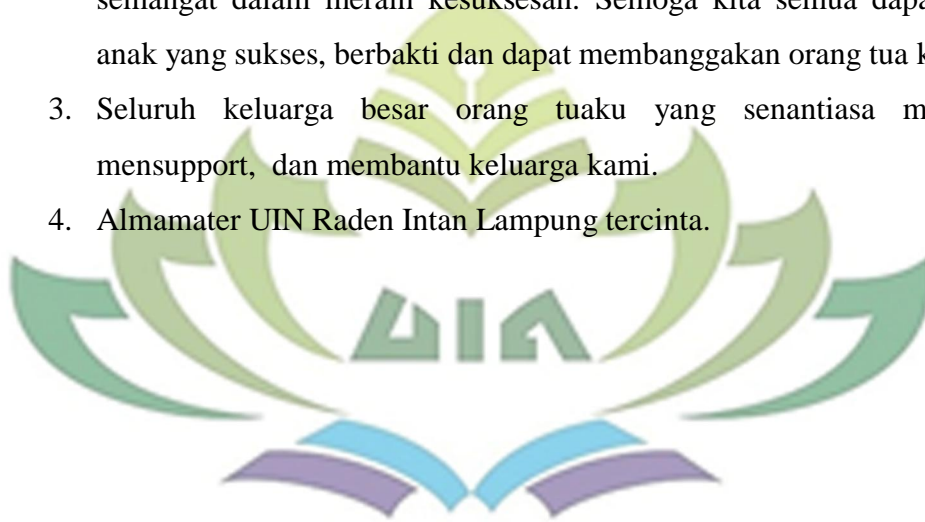 semangat dalam meraih kesuksesan. Semoga kita semua
anak yang sukses, berbakti dan dapat membanggakan orang tua
3. Seluruh keluarga besar orang tuaku yang senantiasa
mensupport, dan membantu keluarga kami.
4. Almamater UIN Raden Intan Lampung tercinta.
UIN